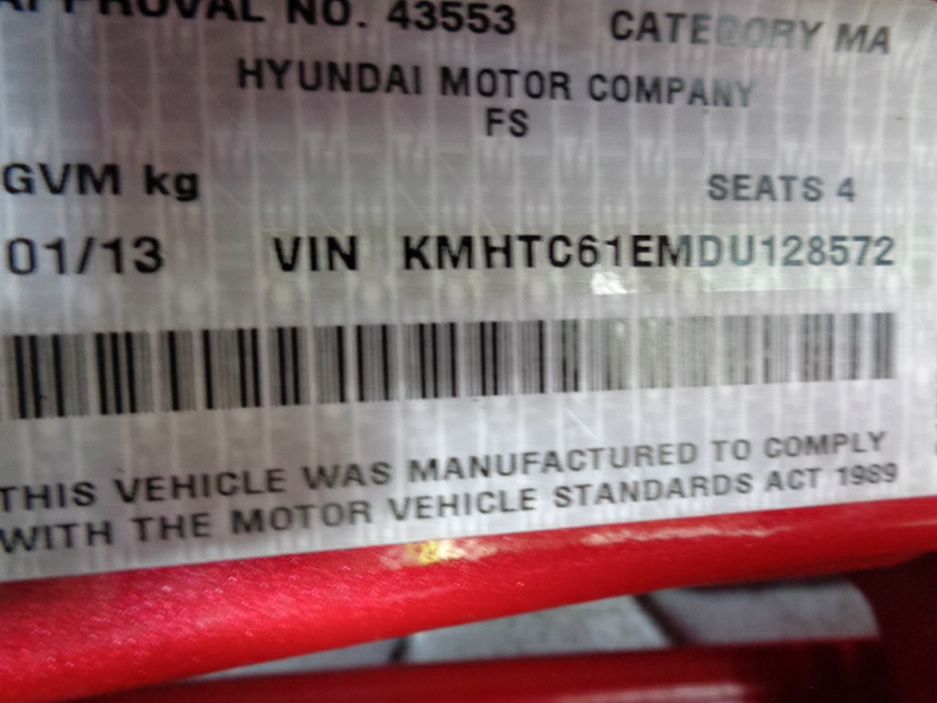 APPROVAL NO. 43553 CATEGORY MA
HYUNDAI MOTOR COMPANY
FS
GVM kg SEATS 4
01/13 VIN KMHTC61EMDU128572
THIS VEHICLE WAS MANUFACTURED TO COMPLY
WITH THE MOTOR VEHICLE STANDARDS ACT 1989